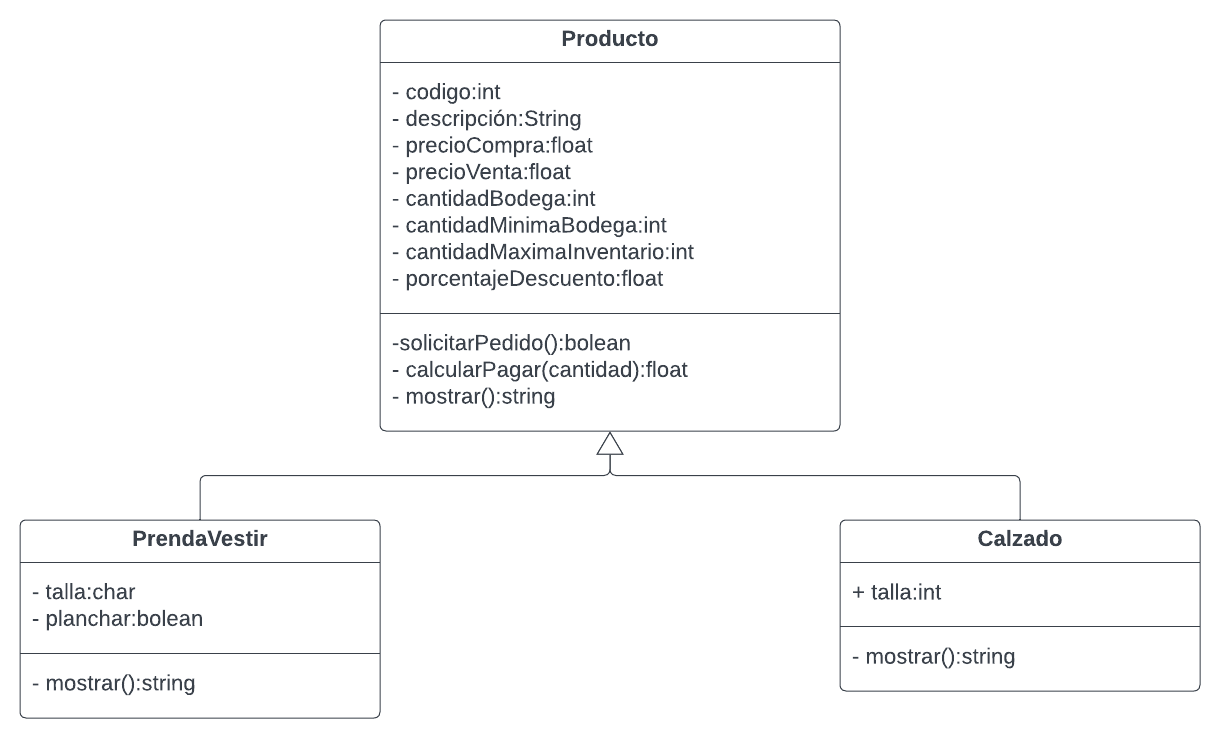 Producto
- codigo:int
- descripción:String
- precioCompra:float
- precioVenta:float
- cantidadBodega:int
- cantidadMinimaBodega:int
- cantidadMaximaInventario:int
- porcentajeDescuento:float
-solicitarPedido():bolean
- calcularPagar(cantidad):float
- mostrar():string
PrendaVestir
- talla:char
- planchar:bolean
- mostrar():string
Calzado
+ talla:int
- mostrar():string